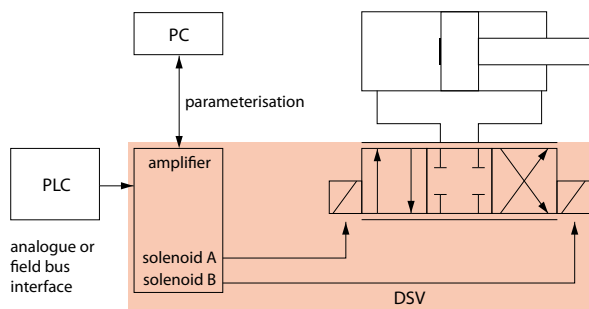 PC
parameterisation
amplifier
PLC
analogue or
field bus
interface
solenoid A
solenoid B
DSV